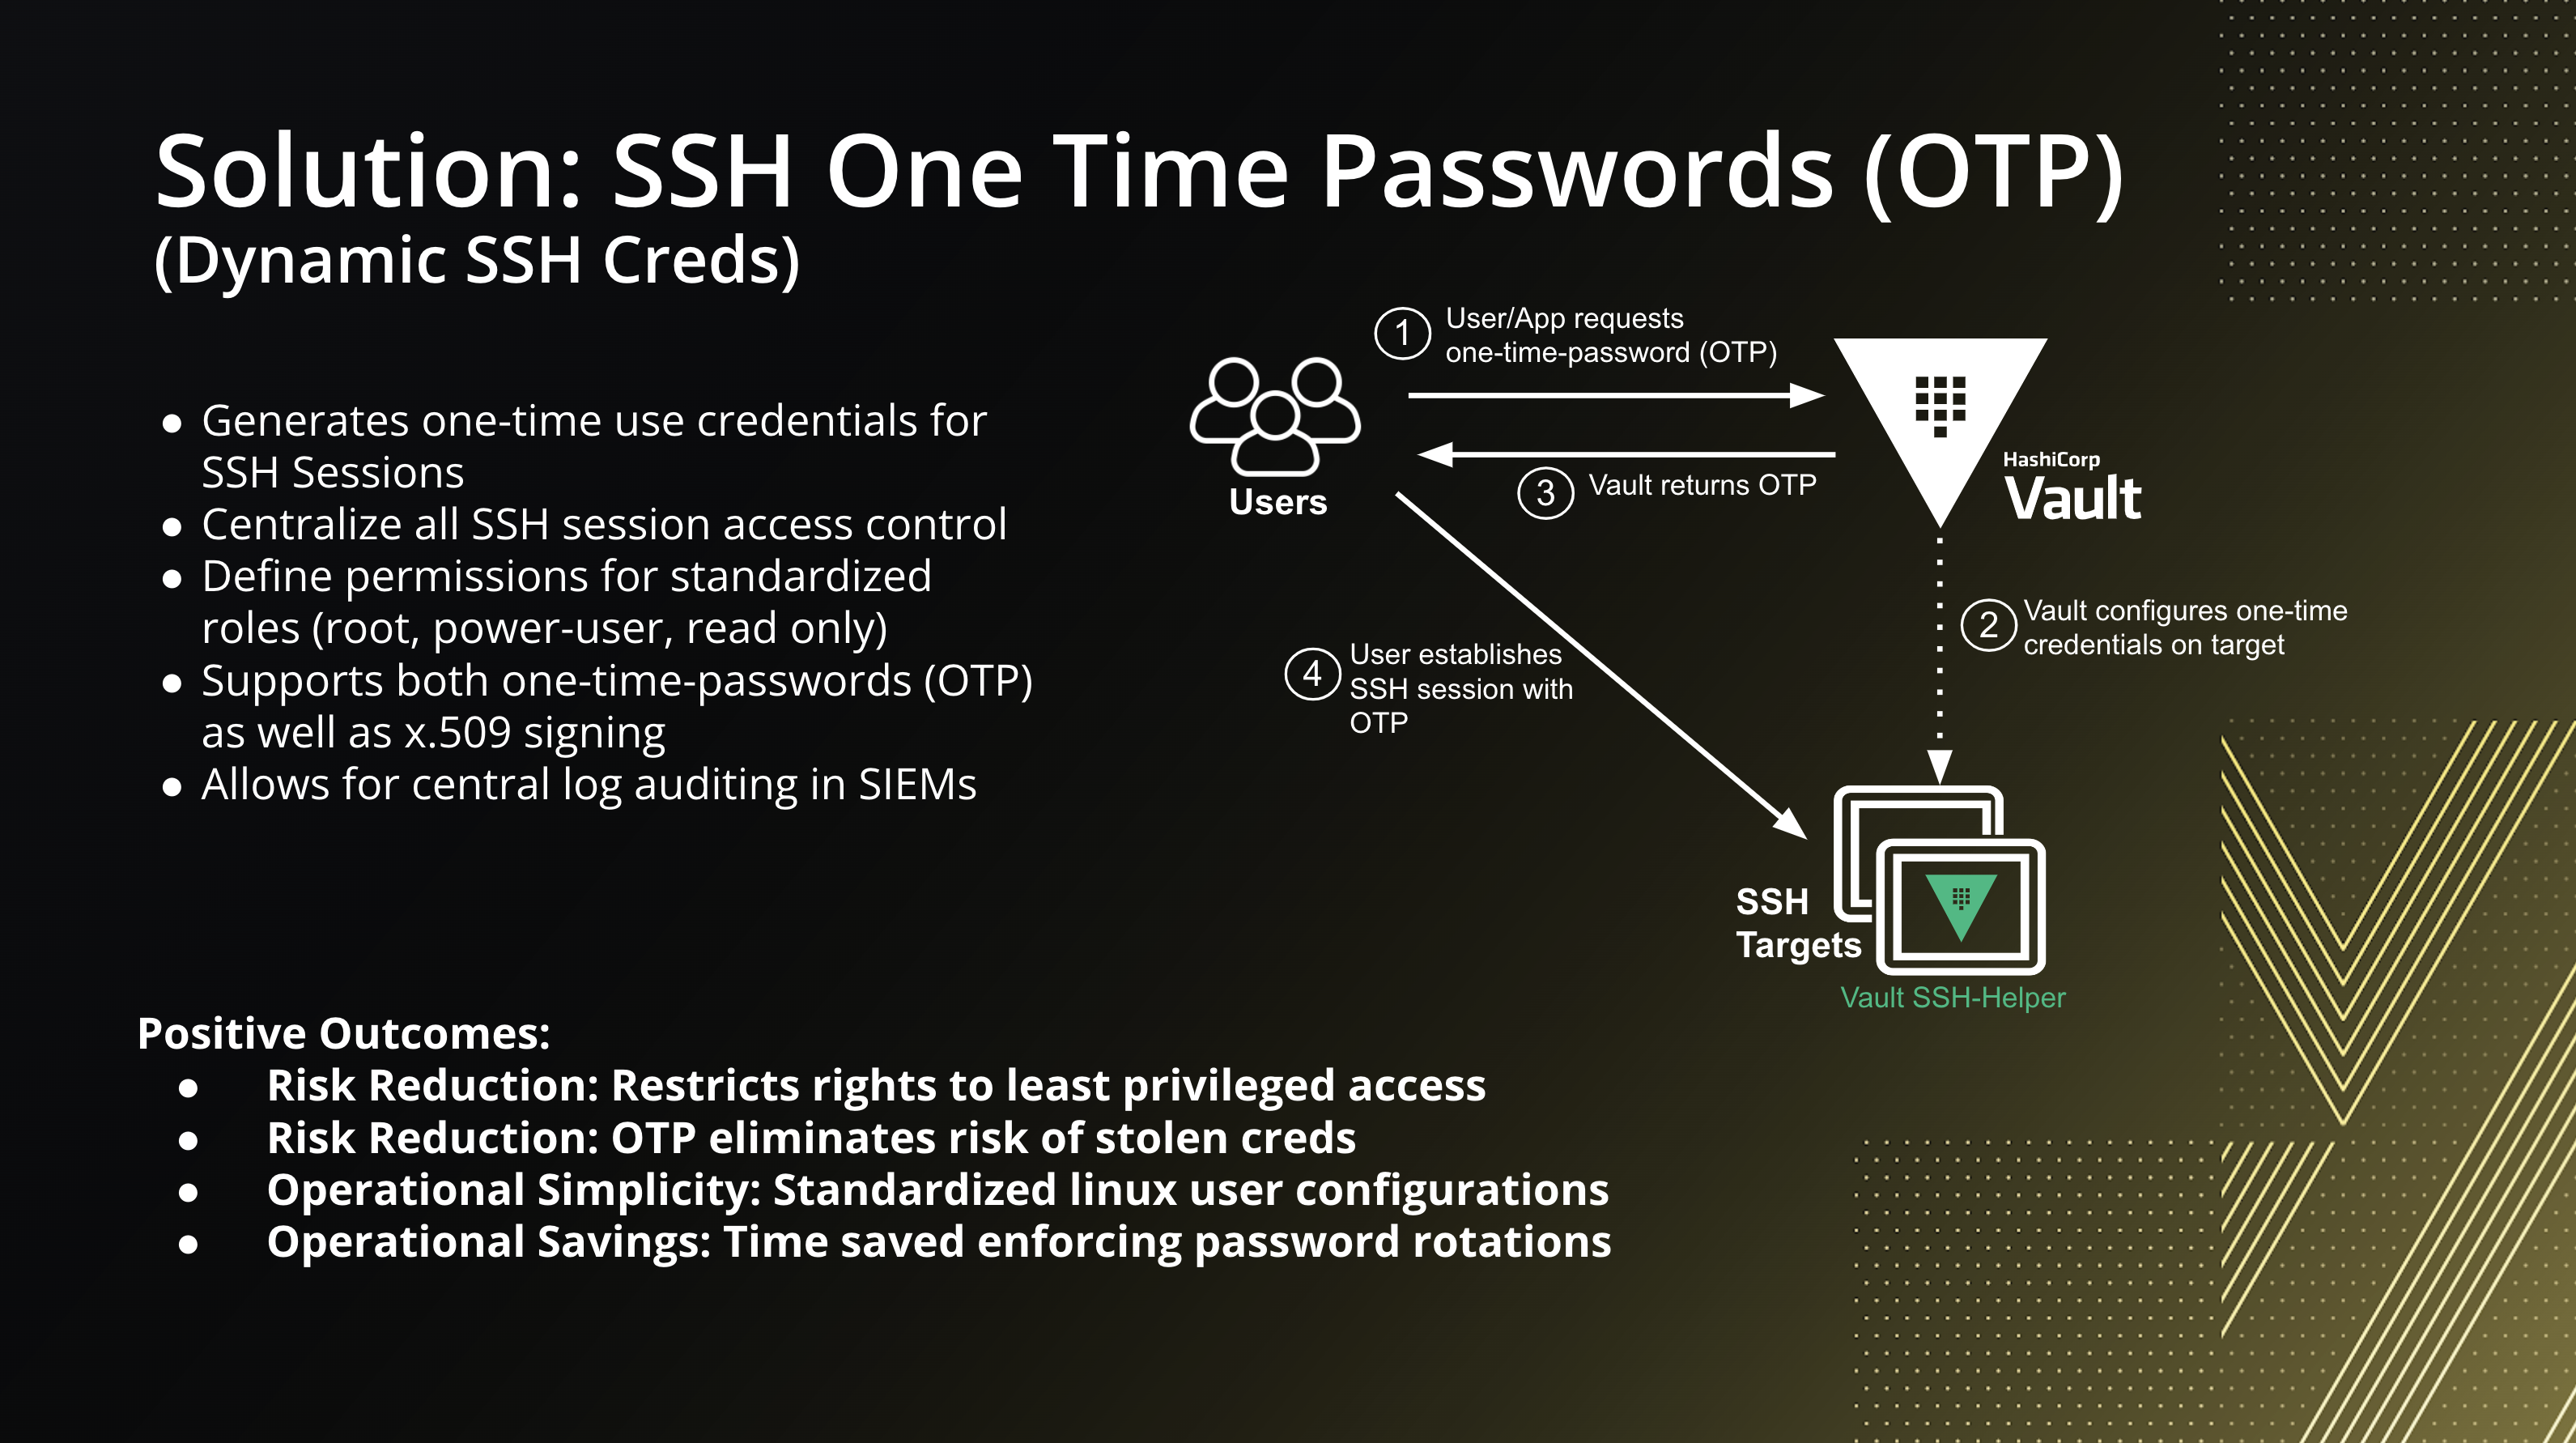 Solution: SSH One Time Passwords (OTP)
(Dynamic SSH Creds)
● Generates one-time use credentials for
SSH Sessions
● Centralize all SSH session access control
● Define permissions for standardized
roles (root, power-user, read only)
● Supports both one-time-passwords (OTP)
as well as x.509 signing
● Allows for central log auditing in SIEMs
1 User/App requests
one-time-password (OTP)
Users
3 Vault returns OTP
HashiCorp
Vault
2 Vault configures one-time
credentials on target
4 User establishes
SSH session with
OTP
SSH
Targets
Vault SSH-Helper
Positive Outcomes:
● Risk Reduction: Restricts rights to least privileged access
● Risk Reduction: OTP eliminates risk of stolen creds
● Operational Simplicity: Standardized linux user configurations
● Operational Savings: Time saved enforcing password rotations